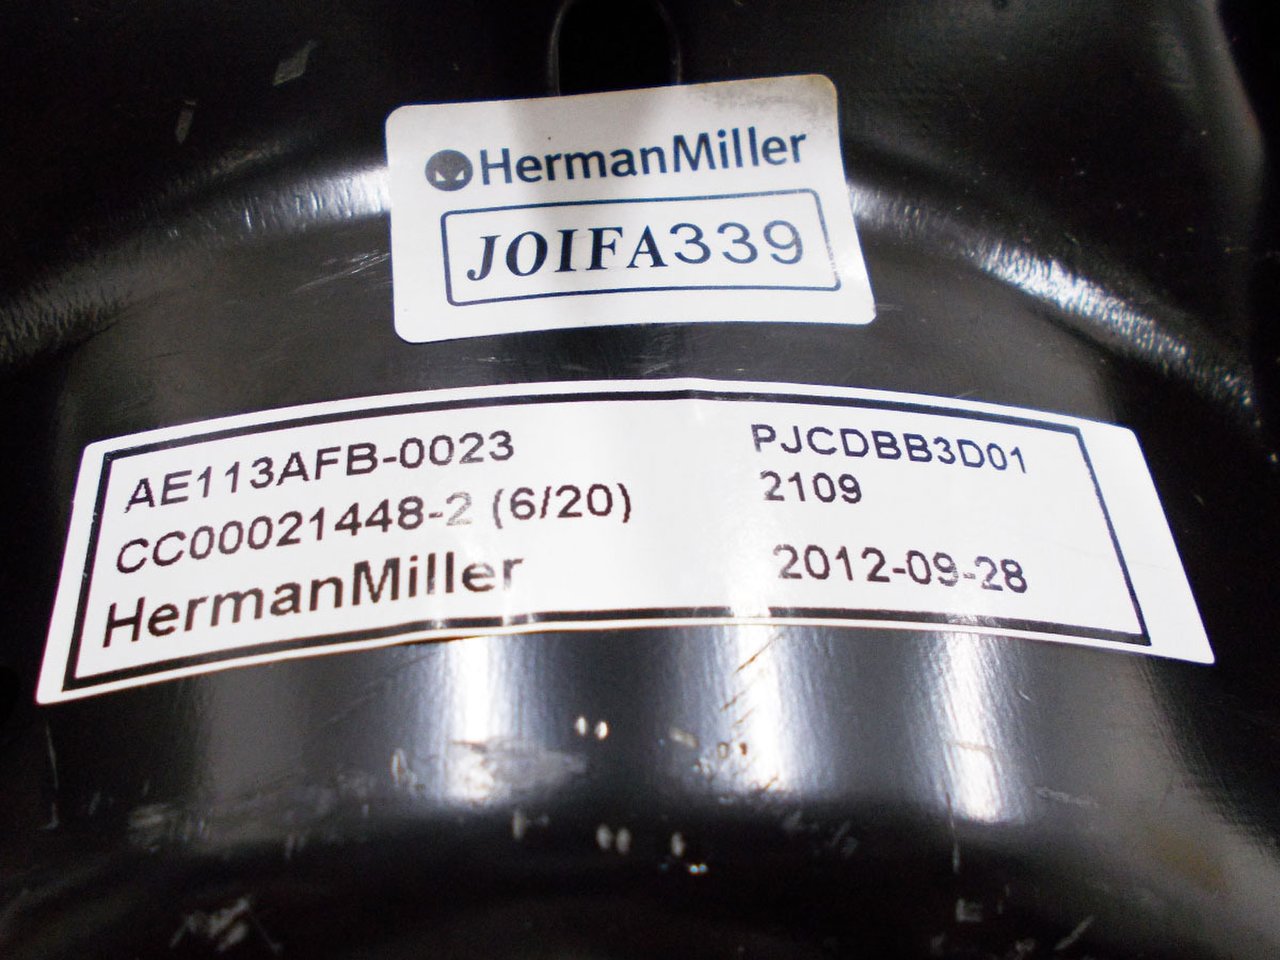 HermanMiller
JOIFA339
AE113AFB-0023
CC00021448-2 (6/20)
HermanMiller
PJCDBB3D01
2109
2012-09-28